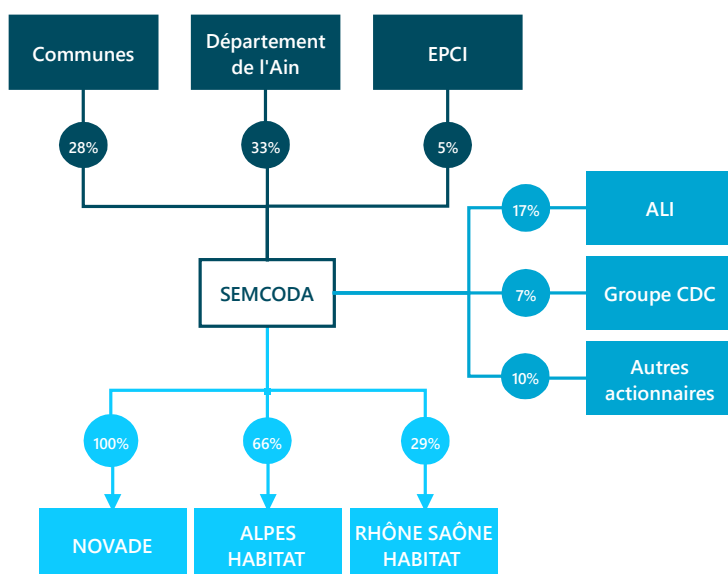 Communes
Département
de l'Ain
EPCI
28%
33%
5%
17%
ALI
SEMCODA
7%
Groupe CDC
10%
Autres
actionnaires
100%
66%
29%
NOVADE
ALPES
HABITAT
RHÔNE SAÔNE
HABITAT